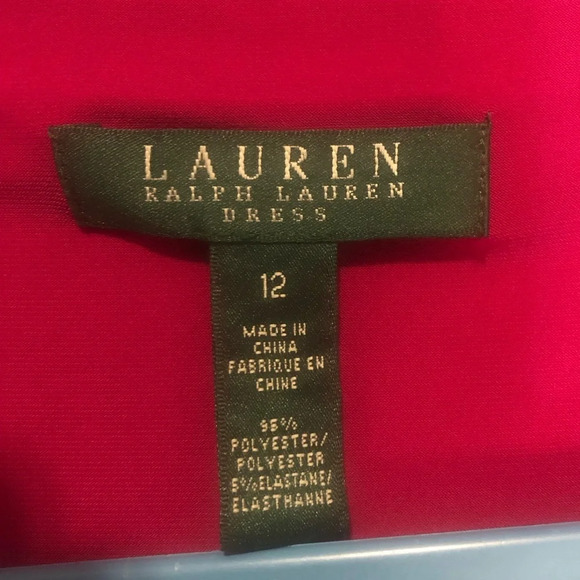 LAUREN
RALPH LAUREN
DRESS
12
MADE IN
CHINA
FABRIQUE EN
CHINE
95%
POLYESTER/
POLYESTER
5%ELASTANE/
ELASTHANNE